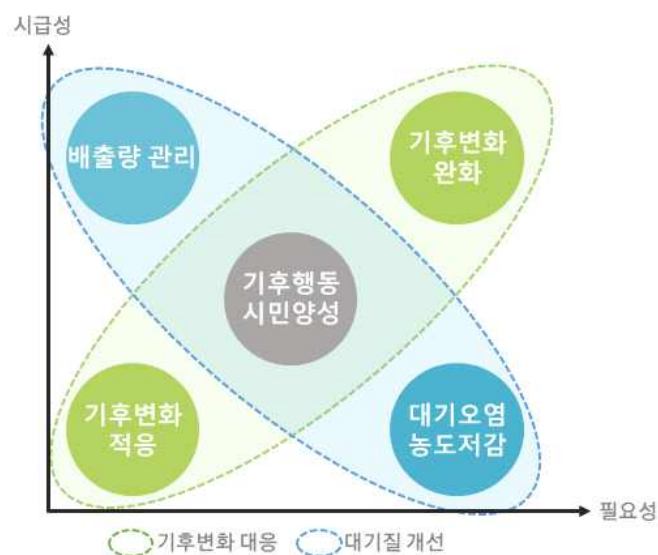 시급성
배출량 관리
기후변화
완화
기후행동
시민양성
기후변화
적응
대기오염
농도저감
필요성
기후변화 대응 대기질 개선